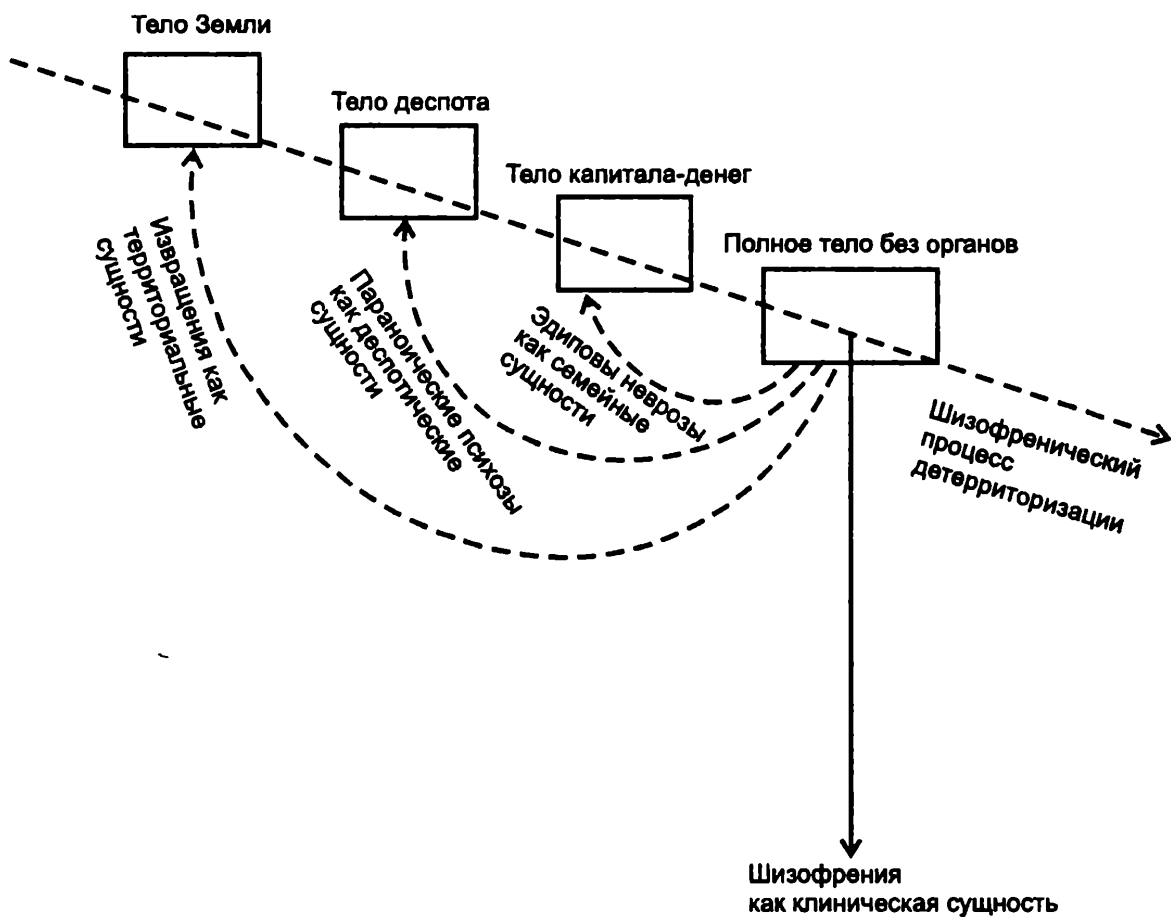 Тело Земли
Тело деспота
Тело капитала-денег
Полное тело без органов
Извращения как
территориальные
сущности
Параноические психозы
как деспотические
сущности
Эдиповы неврозы
как семейные
сущности
Шизофренический
процесс
детерриторизации
Шизофрения
как клиническая сущность